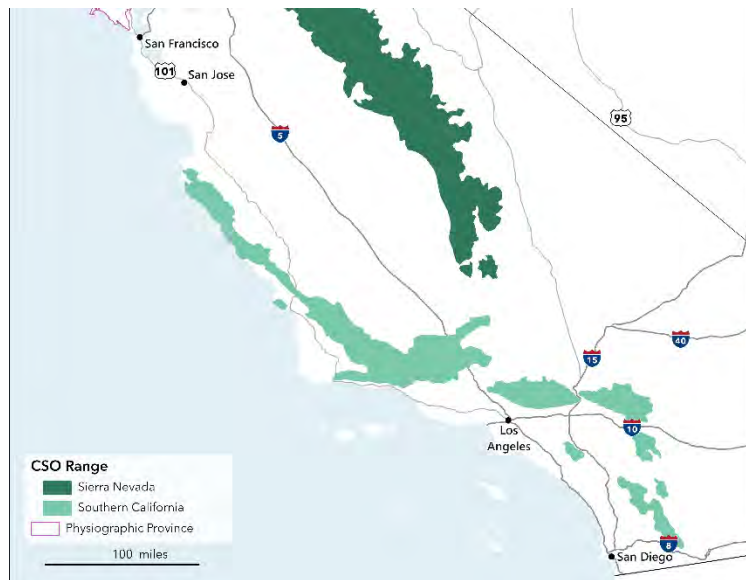 San Francisco
101
San Jose
95
5
40
15
10
Los
Angeles
8
San Diego
CSO Range
Sierra Nevada
Southern California
Physiographic Province
100 miles